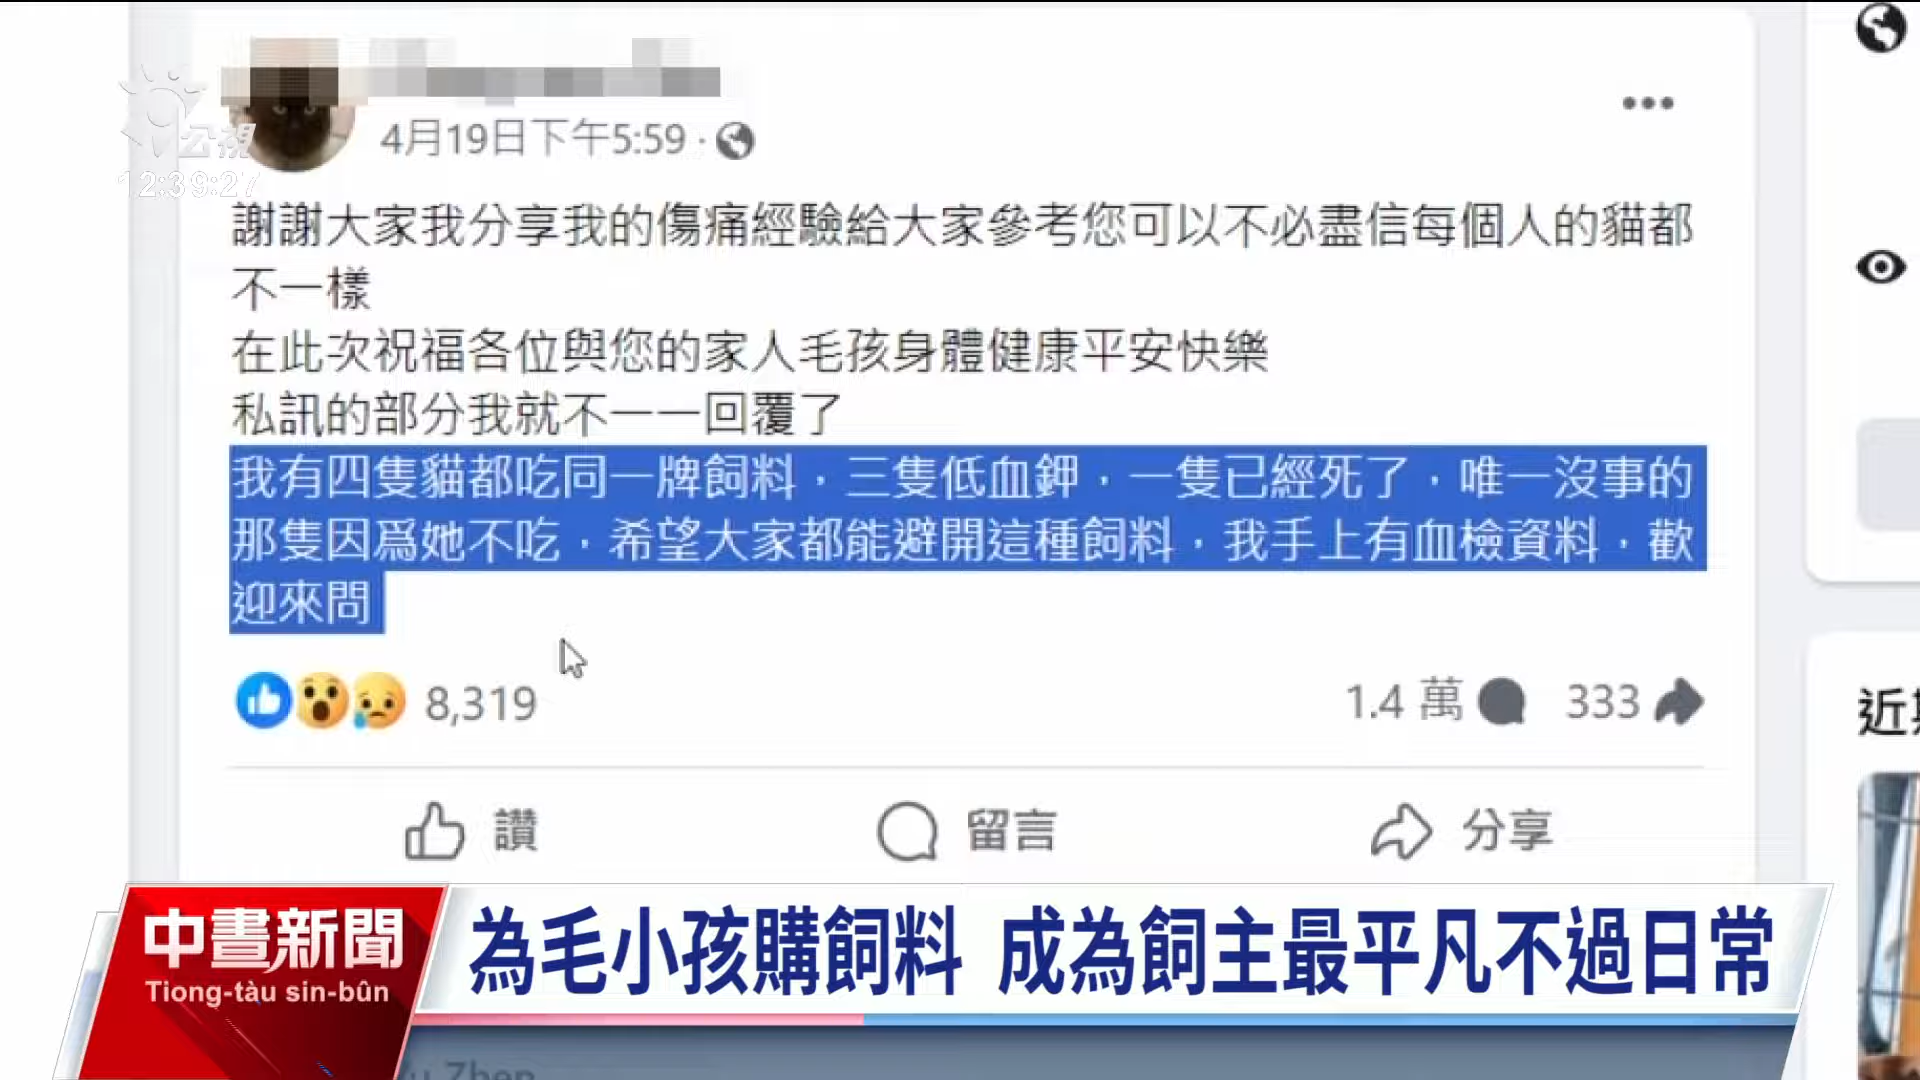 公視
12:39:27
4月19日下午5:59
謝謝大家我分享我的傷痛經驗給大家參考您可以不必盡信每個人的貓都
不一樣
在此次祝福各位與您的家人毛孩身體健康平安快樂
私訊的部分我就不一一回覆了
我有四隻貓都吃同一牌飼料，三隻低血鉀，一隻已經死了，唯一沒事的
那隻因爲她不吃，希望大家都能避開這種飼料，我手上有血檢資料，歡
迎來問
8,319 1.4 萬 333
近
讚 留言 分享
中晝新聞
Tiong-tàu sin-bûn
為毛小孩購飼料 成為飼主最平凡不過日常
Zhen